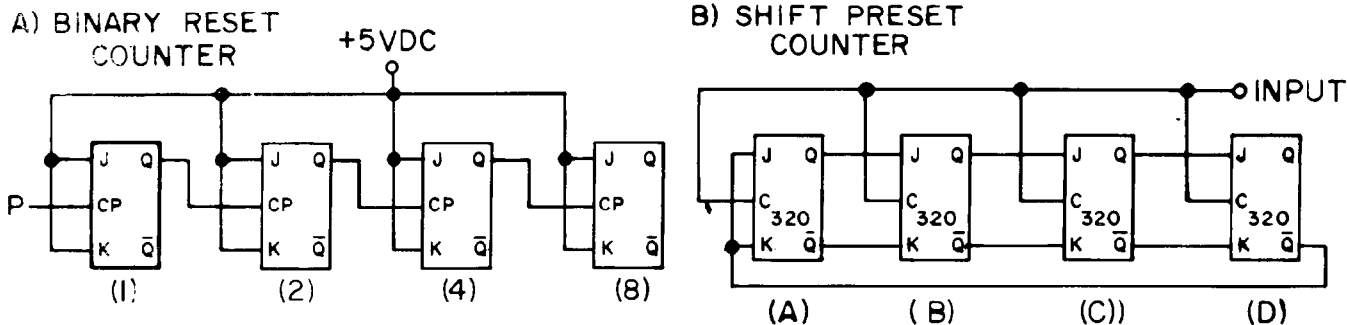 A) BINARY RESET
COUNTER
+5VDC
J Q J Q J Q J Q
P CP CP CP CP
K Q̅ K Q̅ K Q̅ K Q̅
(1) (2) (4) (8)
B) SHIFT PRESET
COUNTER
INPUT
J Q J Q J Q J Q
C C C C
320 320 320 320
K Q̅ K Q̅ K Q̅ K Q̅
(A) (B) (C)) (D)